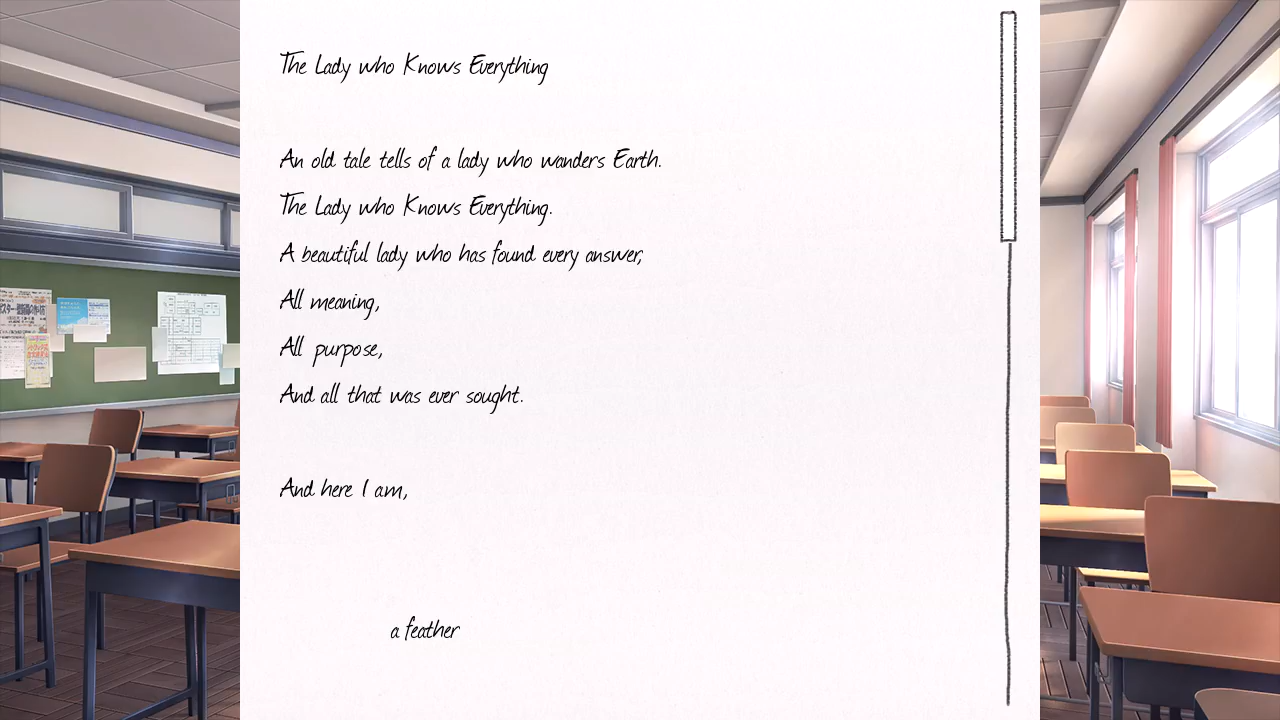 The Lady who Knows Everything
An old tale tells of a lady who wanders Earth.
The Lady who Knows Everything.
A beautiful lady who has found every answer,
All meaning,
All purpose,
And all that was ever sought.
And here I am,
a feather